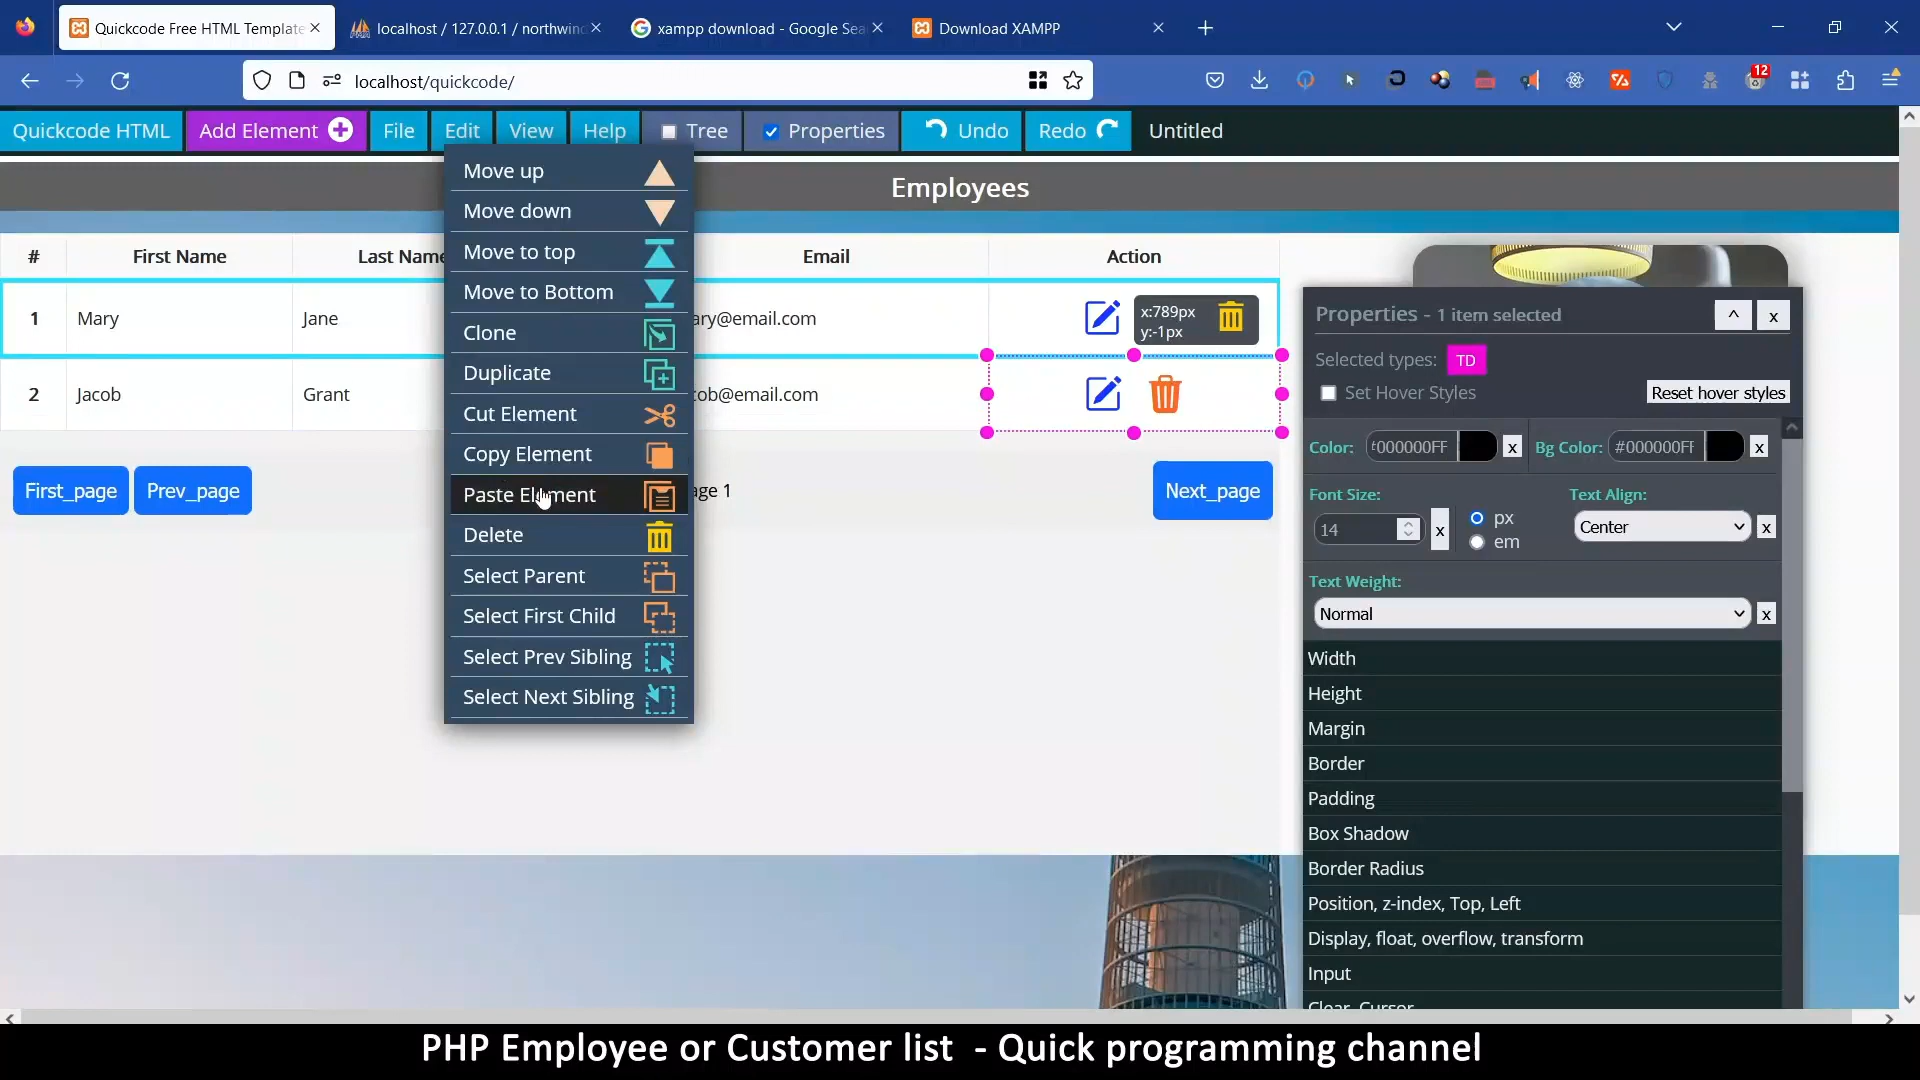 Quickcode Free HTML Template
localhost / 127.0.0.1 / northwind
xampp download - Google Sea
Download XAMPP
localhost/quickcode/
12
Quickcode HTML
Add Element
File
Edit
View
Help
Tree
Properties
Undo
Redo
Untitled
Employees
# First Name Last Name Email Action
1 Mary Jane ary@email.com
x:789px
y:-1px
2 Jacob Grant cob@email.com
First_page
Prev_page
age 1
Next_page
Move up
Move down
Move to top
Move to Bottom
Clone
Duplicate
Cut Element
Copy Element
Paste Element
Delete
Select Parent
Select First Child
Select Prev Sibling
Select Next Sibling
Properties - 1 item selected
^
x
Selected types: TD
Set Hover Styles
Reset hover styles
Color: #000000FF x
Bg Color: #000000FF x
Font Size:
14 x
px
em
Text Align:
Center x
Text Weight:
Normal x
Width
Height
Margin
Border
Padding
Box Shadow
Border Radius
Position, z-index, Top, Left
Display, float, overflow, transform
Input
Clear, Cursor
PHP Employee or Customer list - Quick programming channel